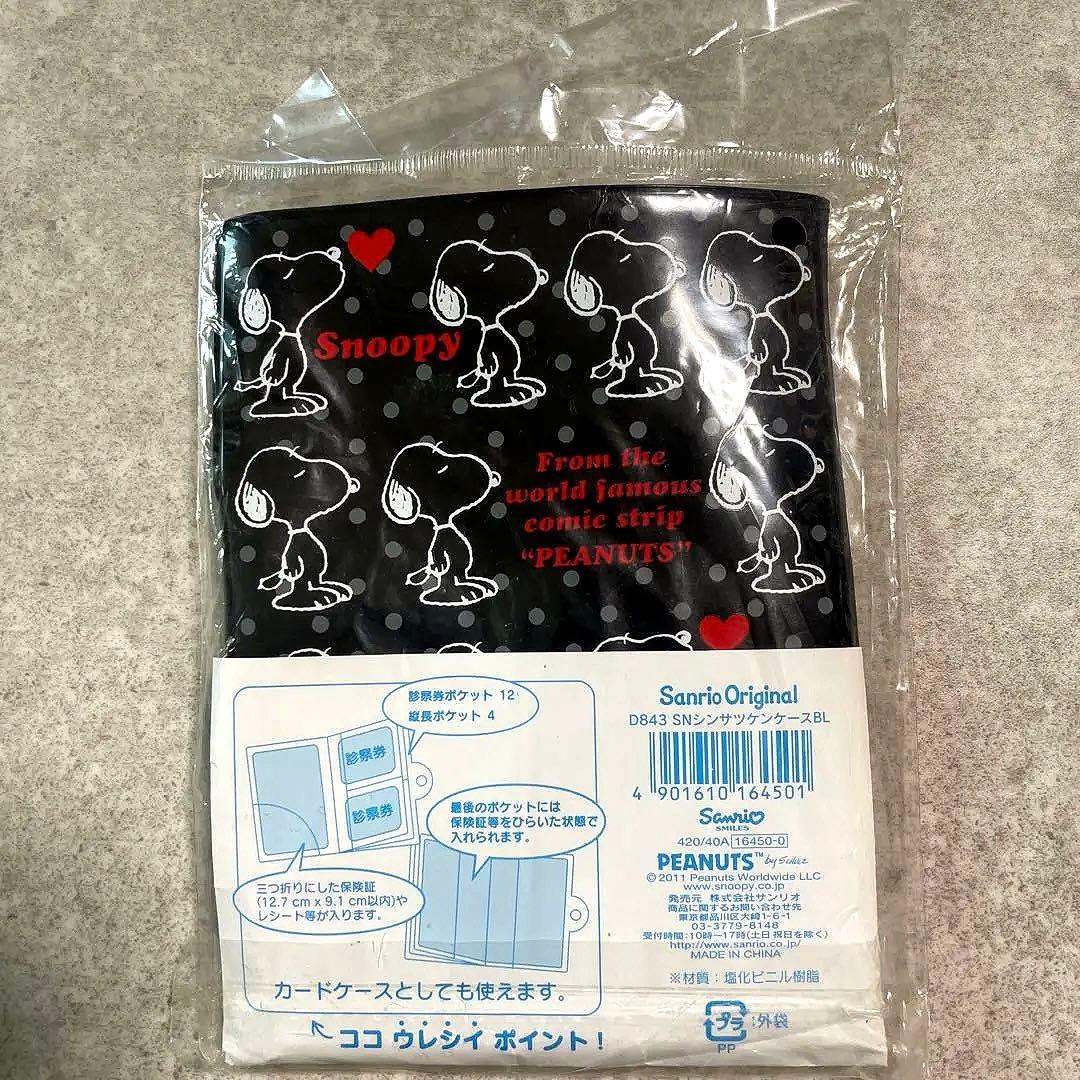 Snoopy
From the
world famous
comic strip
“PEANUTS”
診察券ポケット 12
縦長ポケット 4
診察券
診察券
最後のポケットには
保険証等をひらいた状態で
入れられます。
三つ折りにした保険証
(12.7 cm x 9.1 cm以内)や
レシート等が入ります。
カードケースとしても使えます。
ココ ウレシイ ポイント!
Sanrio Original
D843 SNシンサツケンケースBL
4 901610 164501
Sanrio
SMILES
420/40A 16450-0
PEANUTS™ by Schulz
© 2011 Peanuts Worldwide LLC
www.snoopy.co.jp
発売元 株式会社サンリオ
商品に関するお問い合わせ先
東京都品川区大崎1-6-1
03-3779-8148
受付時間:10時~17時(土日祝日を除く)
http://www.sanrio.co.jp/
MADE IN CHINA
※材質:塩化ビニル樹脂
プラ :外袋
PP